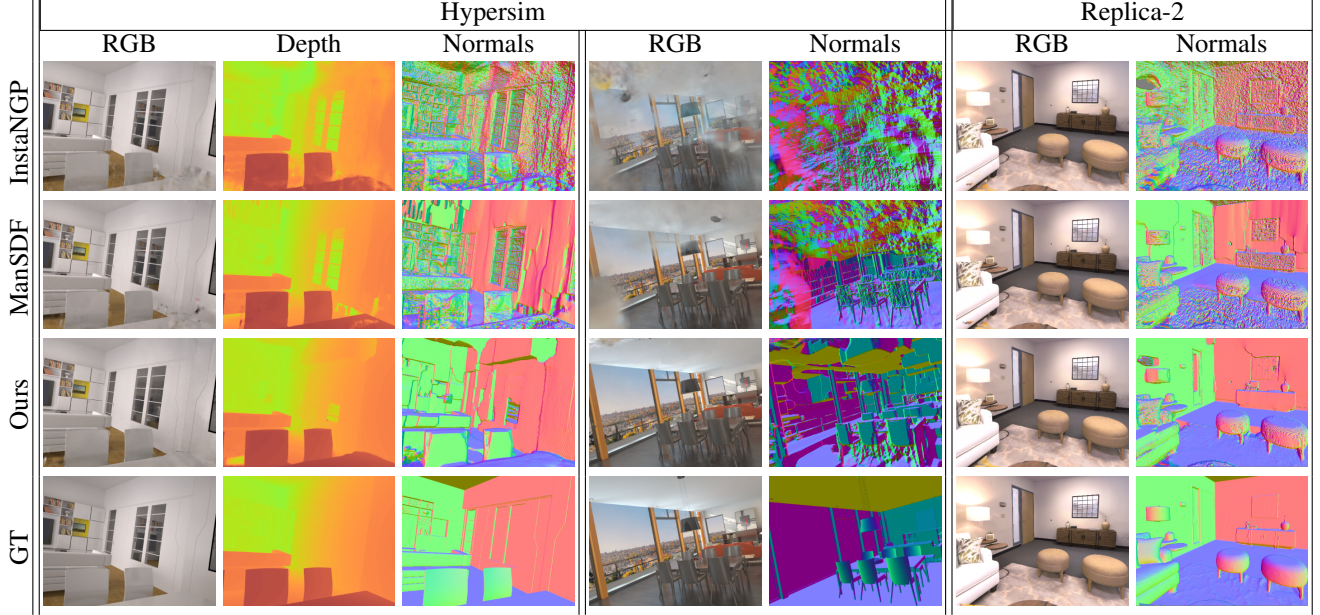 Hypersim Replica-2
RGB Depth Normals RGB Normals RGB Normals
InstaNGP
ManSDF
Ours
GT